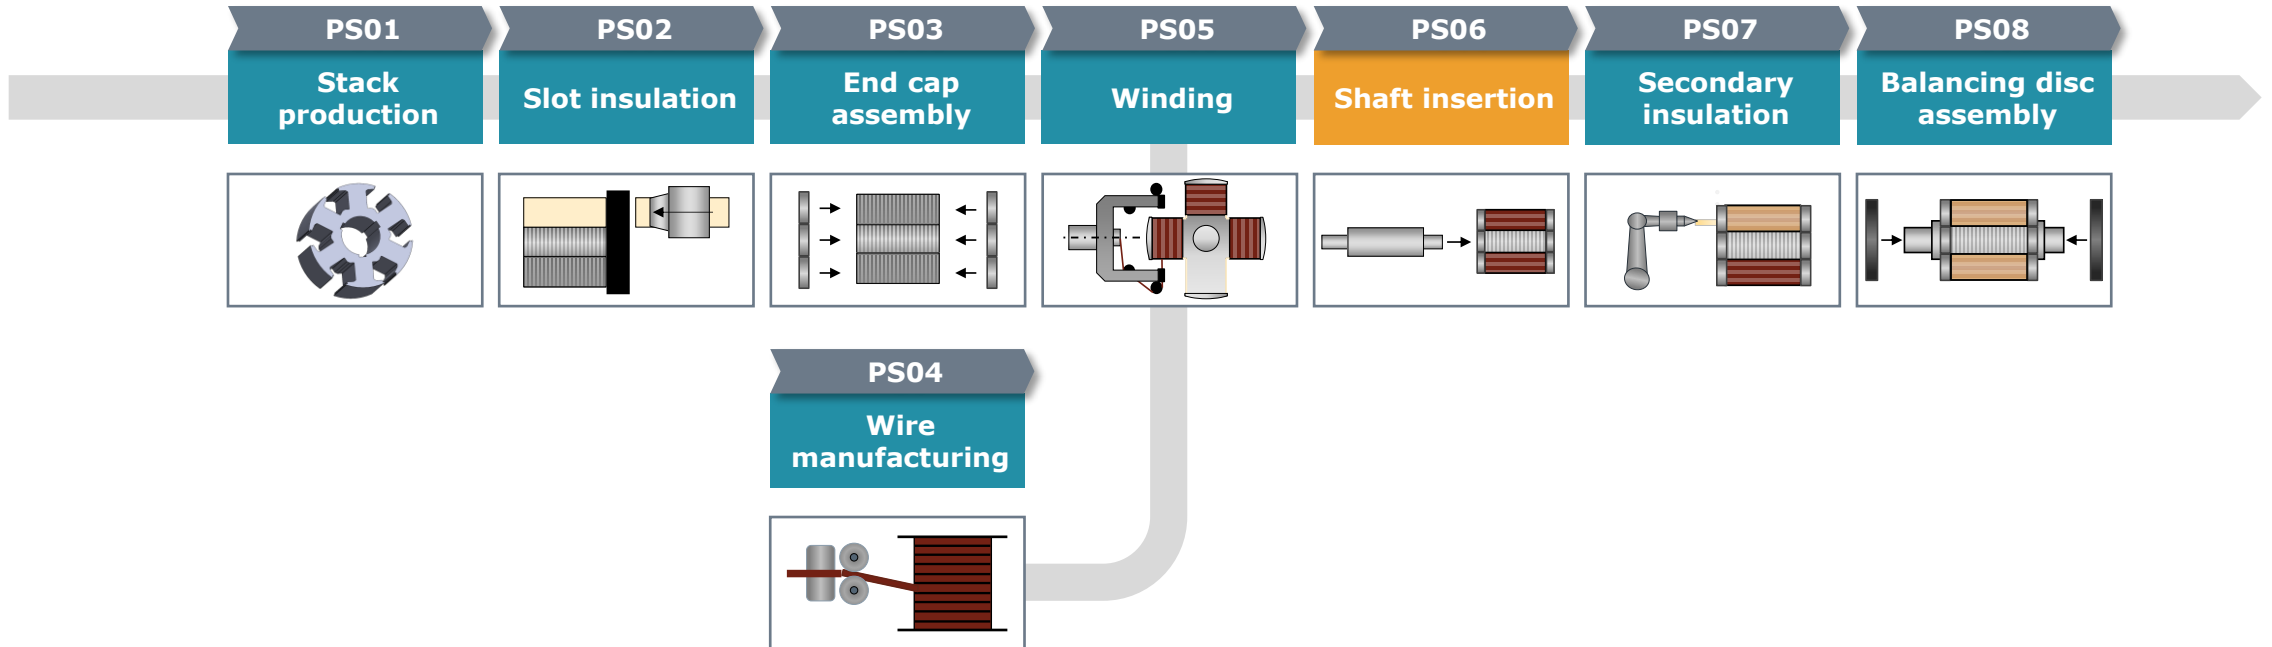 PS01
Stack
production
PS02
Slot insulation
PS03
End cap
assembly
PS05
Winding
PS06
Shaft insertion
PS07
Secondary
insulation
PS08
Balancing disc
assembly
PS04
Wire
manufacturing